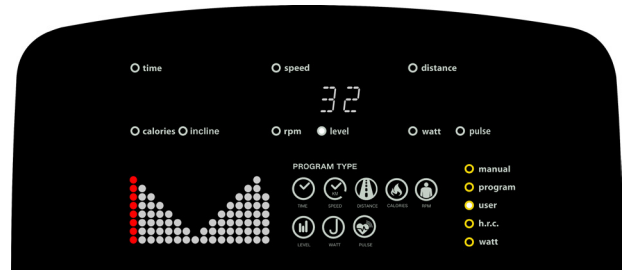 time speed distance
32
calories incline rpm level watt pulse
PROGRAM TYPE
manual
KM
program
TIME SPEED DISTANCE CALORIES RPM
user
h.r.c.
LEVEL WATT PULSE
watt